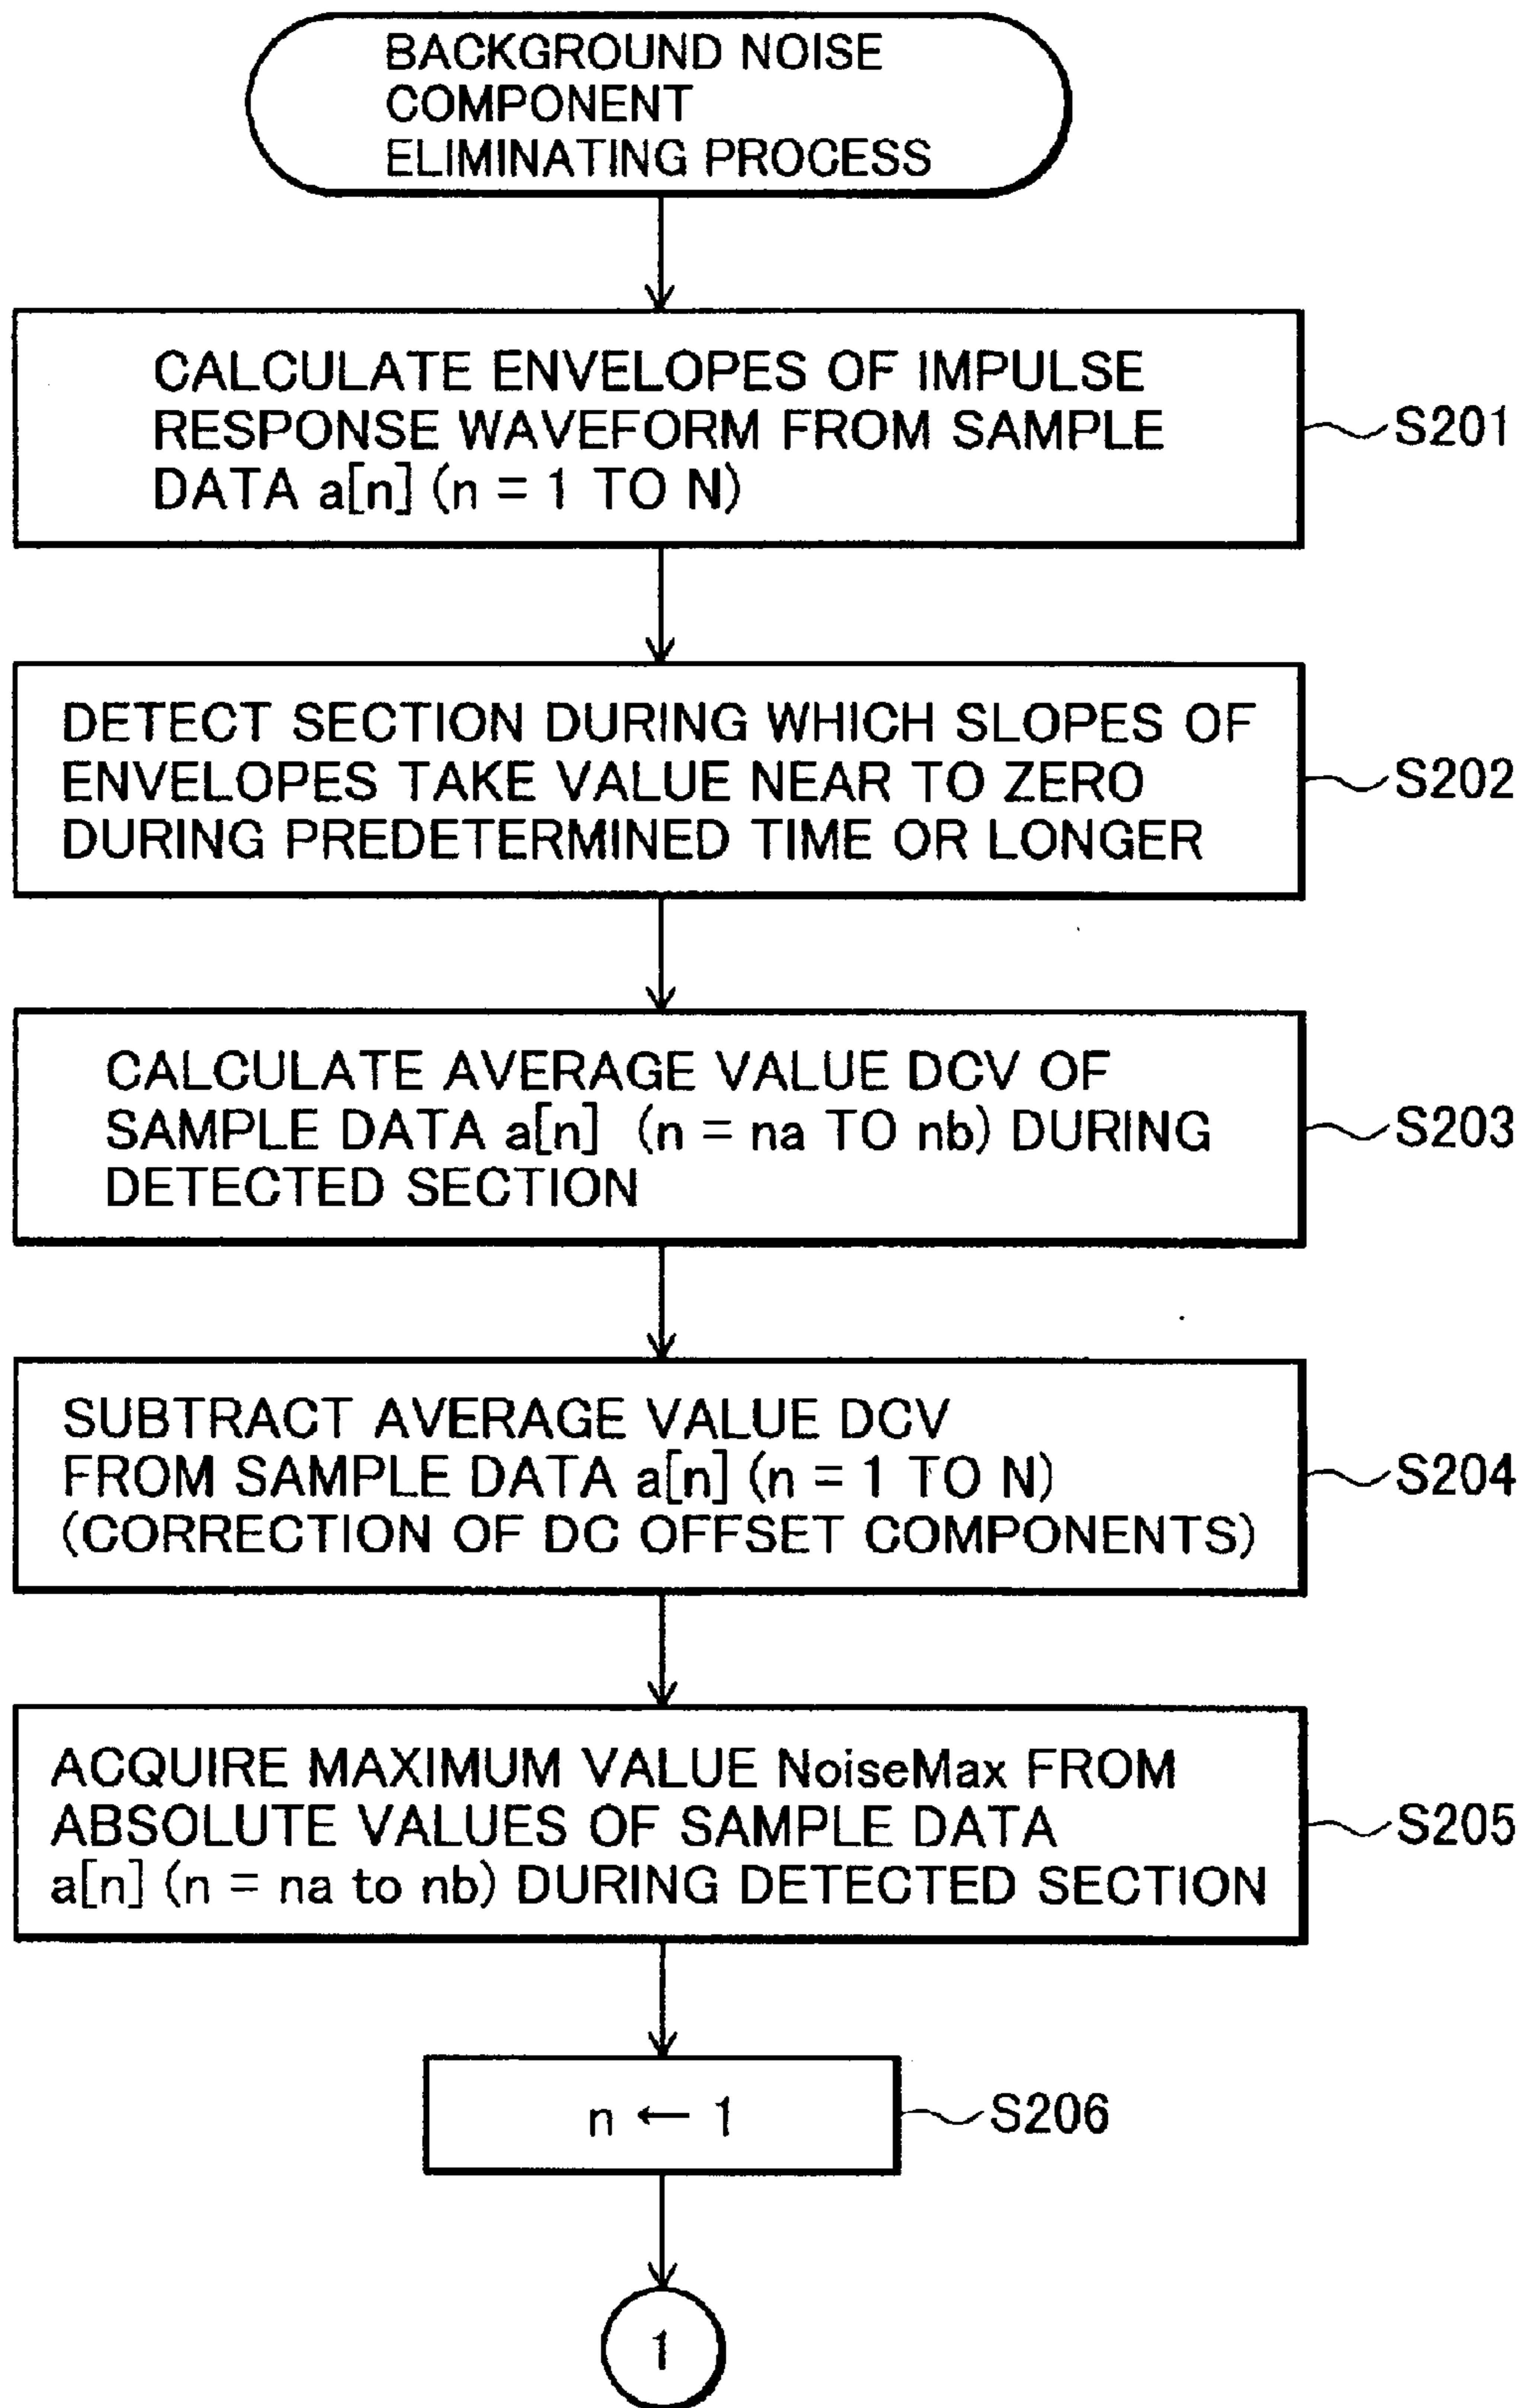 BACKGROUND NOISE
COMPONENT
ELIMINATING PROCESS
CALCULATE ENVELOPES OF IMPULSE
RESPONSE WAVEFORM FROM SAMPLE
DATA a[n] (n = 1 TO N)
S201
DETECT SECTION DURING WHICH SLOPES OF
ENVELOPES TAKE VALUE NEAR TO ZERO
DURING PREDETERMINED TIME OR LONGER
S202
CALCULATE AVERAGE VALUE DCV OF
SAMPLE DATA a[n] (n = na TO nb) DURING
DETECTED SECTION
S203
SUBTRACT AVERAGE VALUE DCV
FROM SAMPLE DATA a[n] (n = 1 TO N)
(CORRECTION OF DC OFFSET COMPONENTS)
S204
ACQUIRE MAXIMUM VALUE NoiseMax FROM
ABSOLUTE VALUES OF SAMPLE DATA
a[n] (n = na to nb) DURING DETECTED SECTION
S205
n ← 1
S206
1